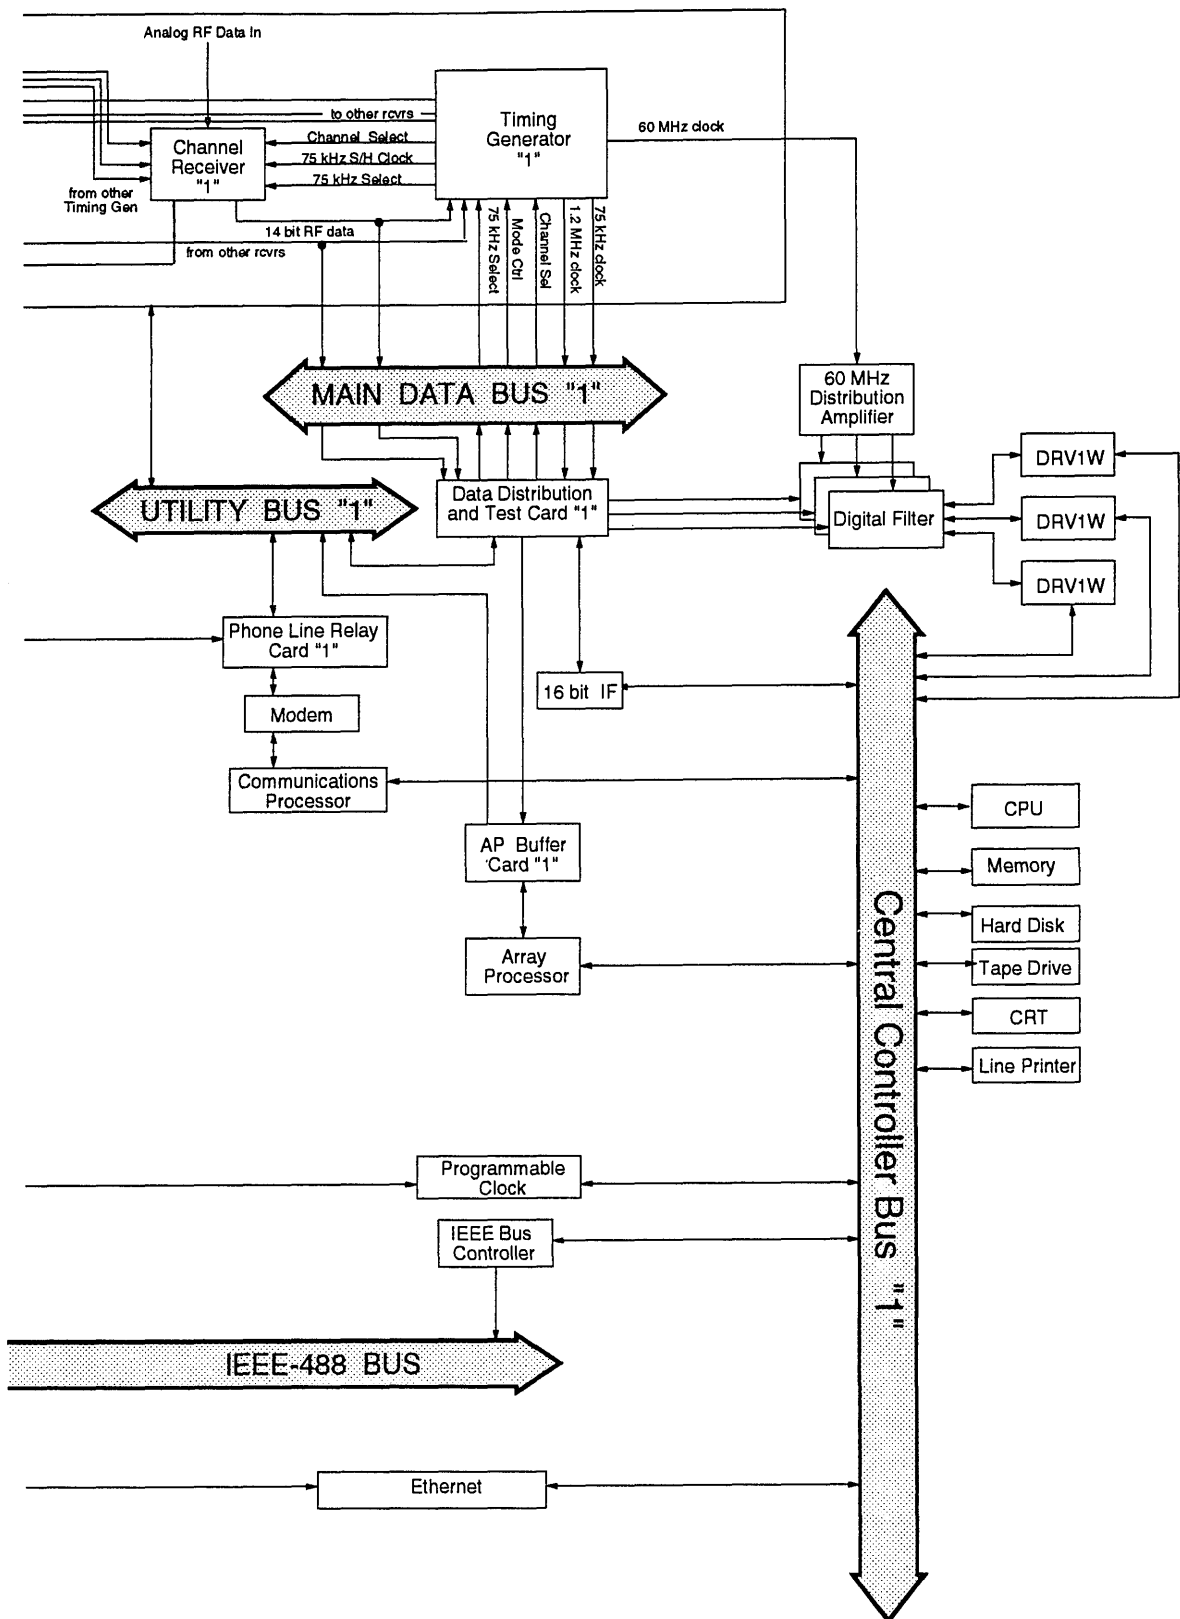 Analog RF Data In
to other rcvrs
Timing
Generator
"1"
60 MHz clock
Channel Select
75 kHz S/H Clock
75 kHz Select
Channel
Receiver
"1"
from other
Timing Gen
14 bit RF data
from other rcvrs
75 kHz Select
Mode Ctrl
Channel Sel
1.2 MHz clock
75 kHz clock
MAIN DATA BUS "1"
60 MHz
Distribution
Amplifier
DRV1W
UTILITY BUS "1"
Data Distribution
and Test Card "1"
Digital Filter
DRV1W
DRV1W
Phone Line Relay
Card "1"
16 bit IF
Modem
Communications
Processor
CPU
AP Buffer
Card "1"
Memory
Hard Disk
Array
Processor
Tape Drive
CRT
Line Printer
Central Controller Bus "1"
Programmable
Clock
IEEE Bus
Controller
IEEE-488 BUS
Ethernet